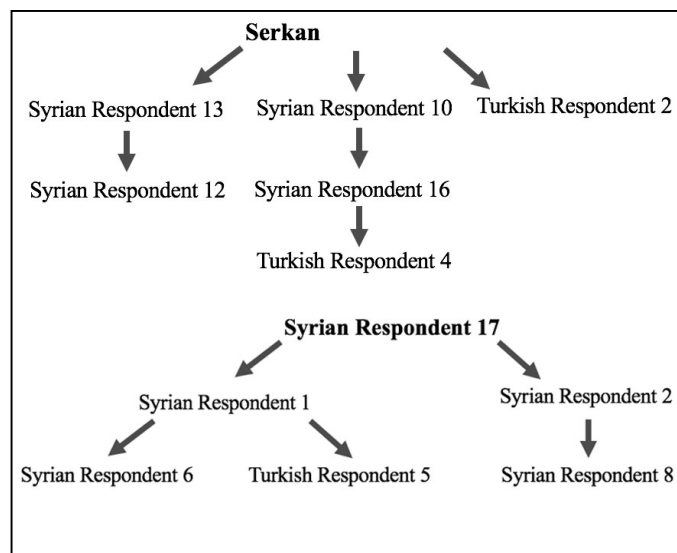 Serkan
Syrian Respondent 13
Syrian Respondent 10
Turkish Respondent 2
Syrian Respondent 12
Syrian Respondent 16
Turkish Respondent 4
Syrian Respondent 17
Syrian Respondent 1
Syrian Respondent 2
Syrian Respondent 6
Turkish Respondent 5
Syrian Respondent 8